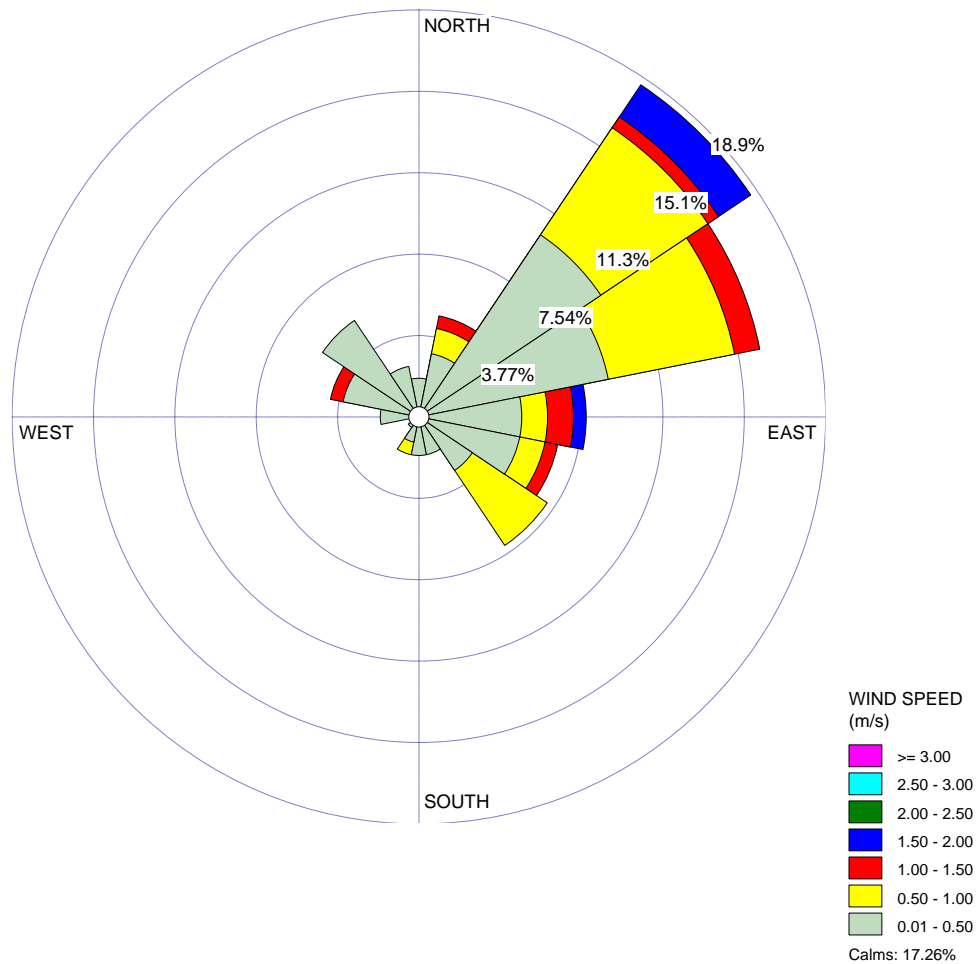 NORTH
18.9%
15.1%
11.3%
7.54%
3.77%
WEST
EAST
SOUTH
WIND SPEED
(m/s)
>= 3.00
2.50 - 3.00
2.00 - 2.50
1.50 - 2.00
1.00 - 1.50
0.50 - 1.00
0.01 - 0.50
Calms: 17.26%